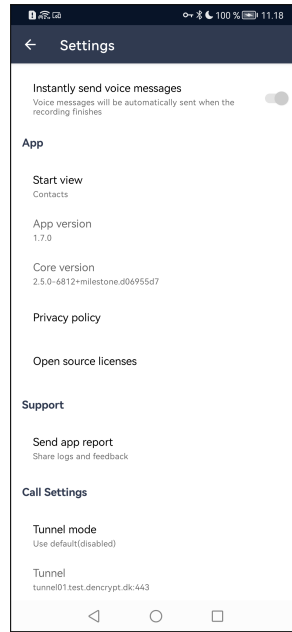 100 % 11.18
Settings
Instantly send voice messages
Voice messages will be automatically sent when the
recording finishes
App
Start view
Contacts
App version
1.7.0
Core version
2.5.0-6812+milestone.d06955d7
Privacy policy
Open source licenses
Support
Send app report
Share logs and feedback
Call Settings
Tunnel mode
Use default(disabled)
Tunnel
tunnel01.test.dencrypt.dk:443